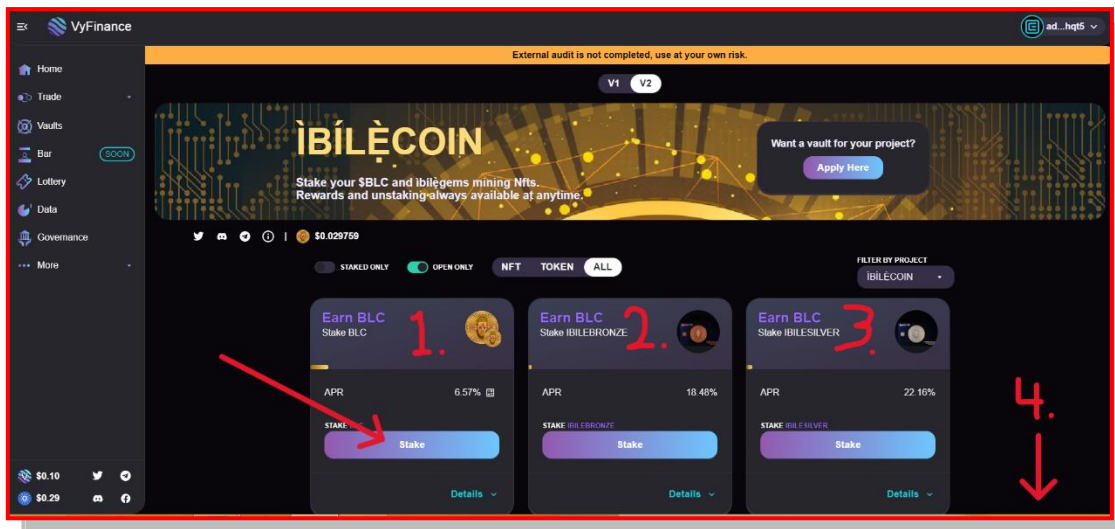 VyFinance
ad...hqt5
External audit is not completed, use at your own risk.
Home
Trade
Vaults
Bar
SOON
Lottery
Data
Governance
More
$0.10
$0.29
V1 V2
ÌBÍLẸ̀COIN
Stake your $BLC and ibilẹgems mining Nfts.
Rewards and unstaking always available at anytime.
Want a vault for your project?
Apply Here
$0.029759
STAKED ONLY
OPEN ONLY
NFT TOKEN ALL
FILTER BY PROJECT
ÌBÍLẸ̀COIN
Earn BLC
Stake BLC
1.
APR 6.57%
STAKE
Stake
Details
Earn BLC
Stake IBILEBRONZE
2.
APR 18.48%
STAKE IBILEBRONZE
Stake
Details
Earn BLC
Stake IBILESILVER
3.
APR 22.16%
STAKE IBILESILVER
Stake
Details
4.